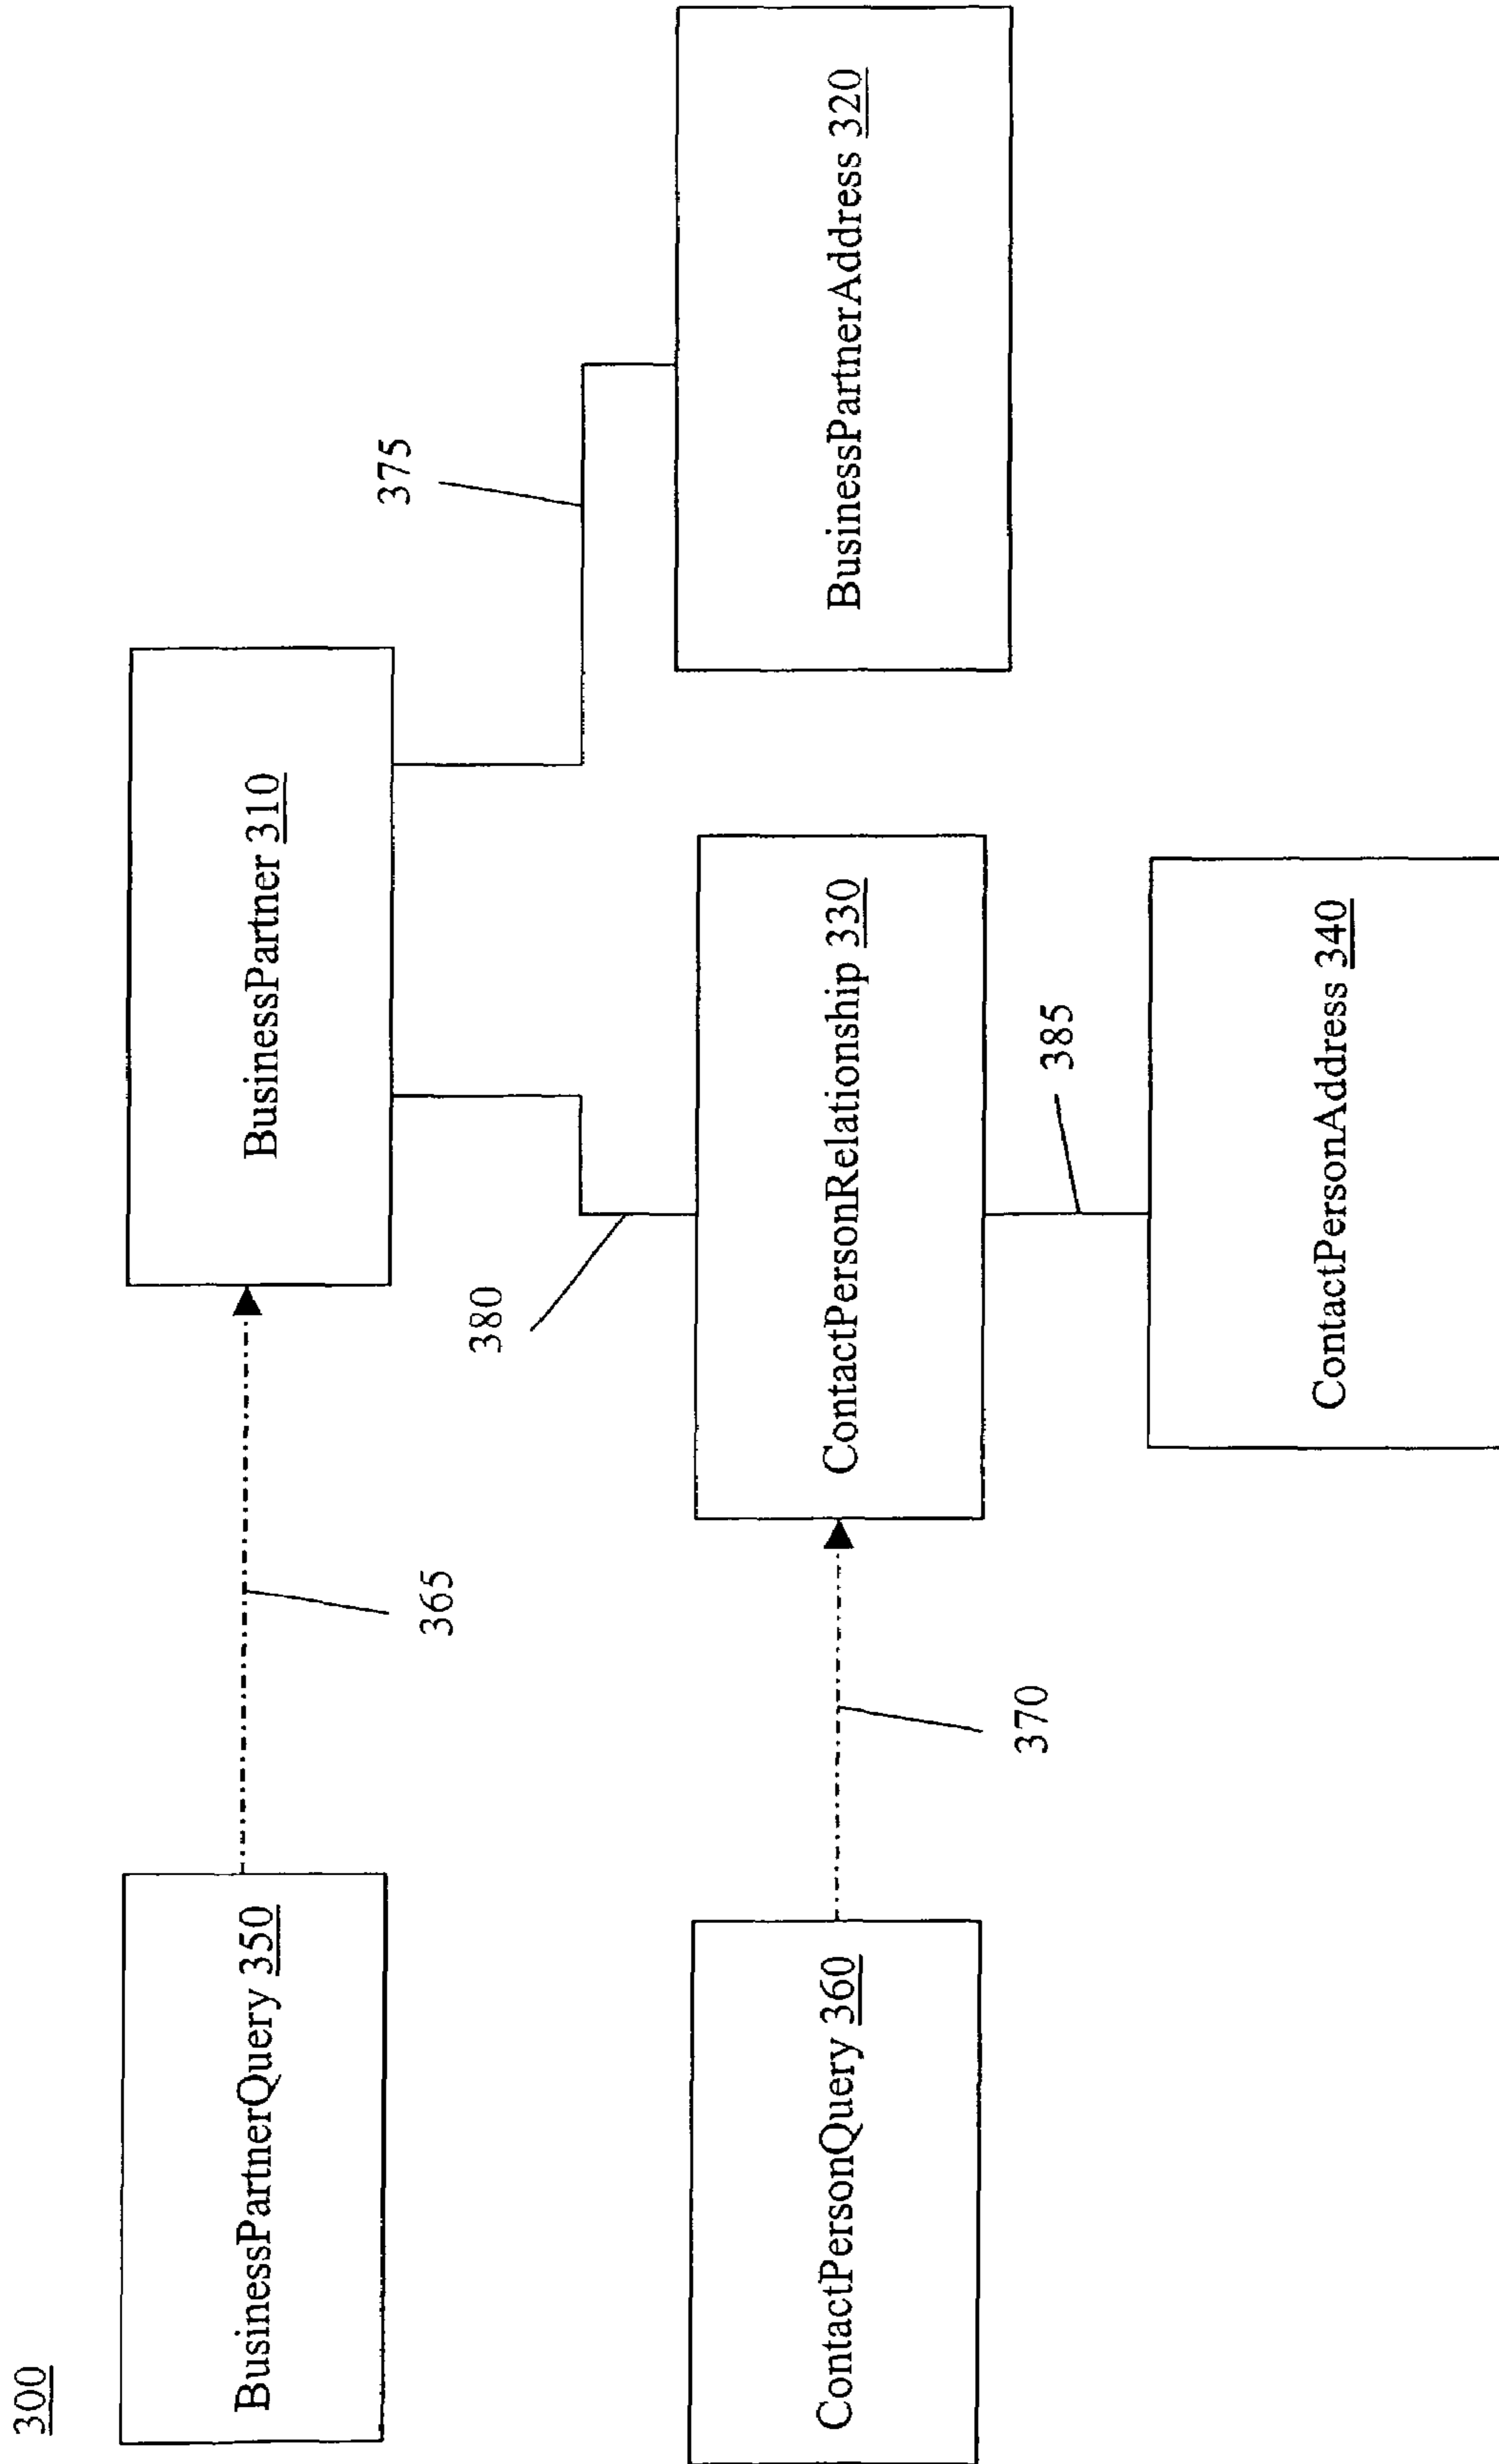 300
BusinessPartnerQuery 350
365
BusinessPartner 310
375
BusinessPartnerAddress 320
380
ContactPersonQuery 360
370
ContactPersonRelationship 330
385
ContactPersonAddress 340